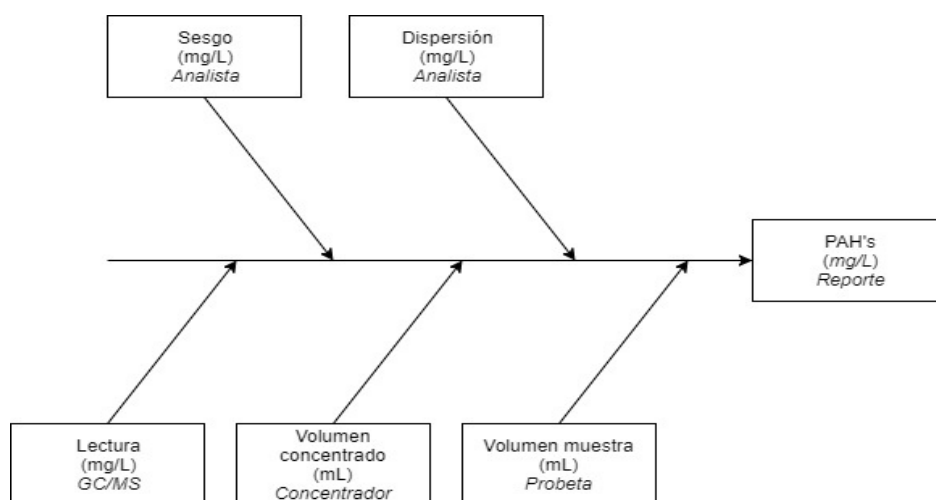 Sesgo
(mg/L)
Analista
Dispersión
(mg/L)
Analista
PAH's
(mg/L)
Reporte
Lectura
(mg/L)
GC/MS
Volumen
concentrado
(mL)
Concentrador
Volumen muestra
(mL)
Probeta